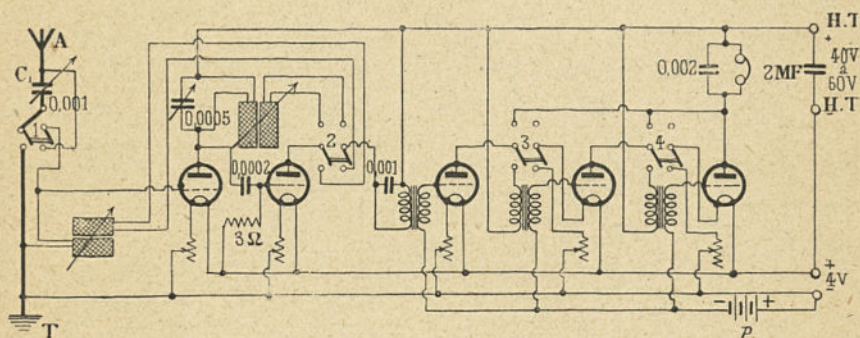 A
C₁
0,001
1
T
0,0005
0,0002
3 Ω
2
0,001
3
4
0,002
2MF
H.T
+
40V
à
60V
H.T
-
+
4V
-
- +
P.